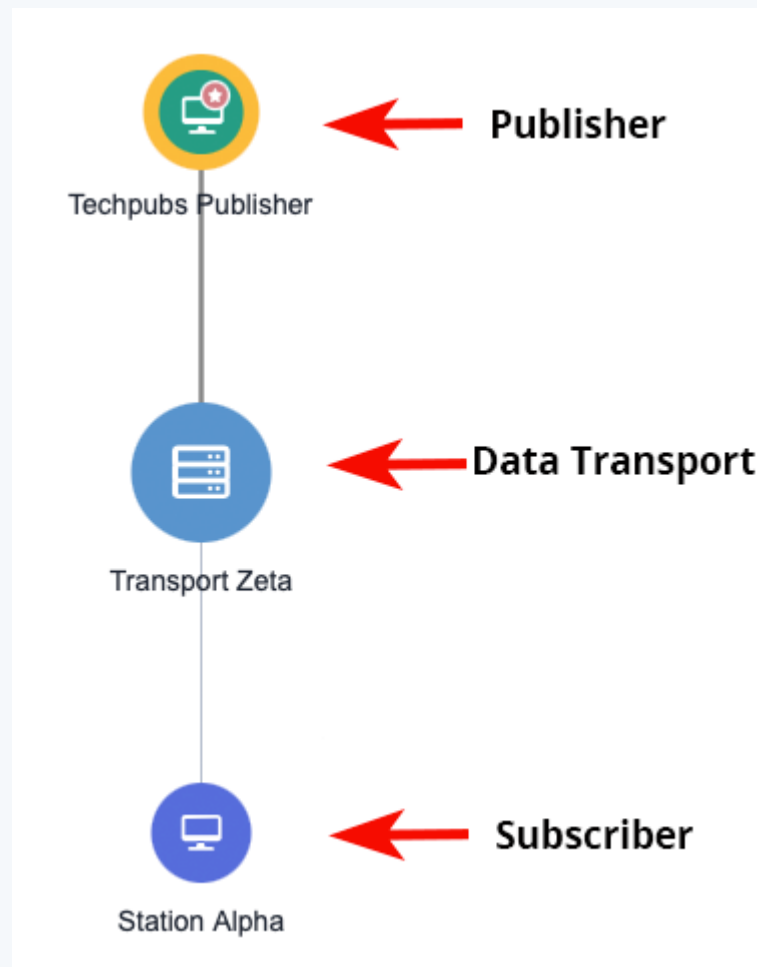 Publisher
Techpubs Publisher
Data Transport
Transport Zeta
Subscriber
Station Alpha